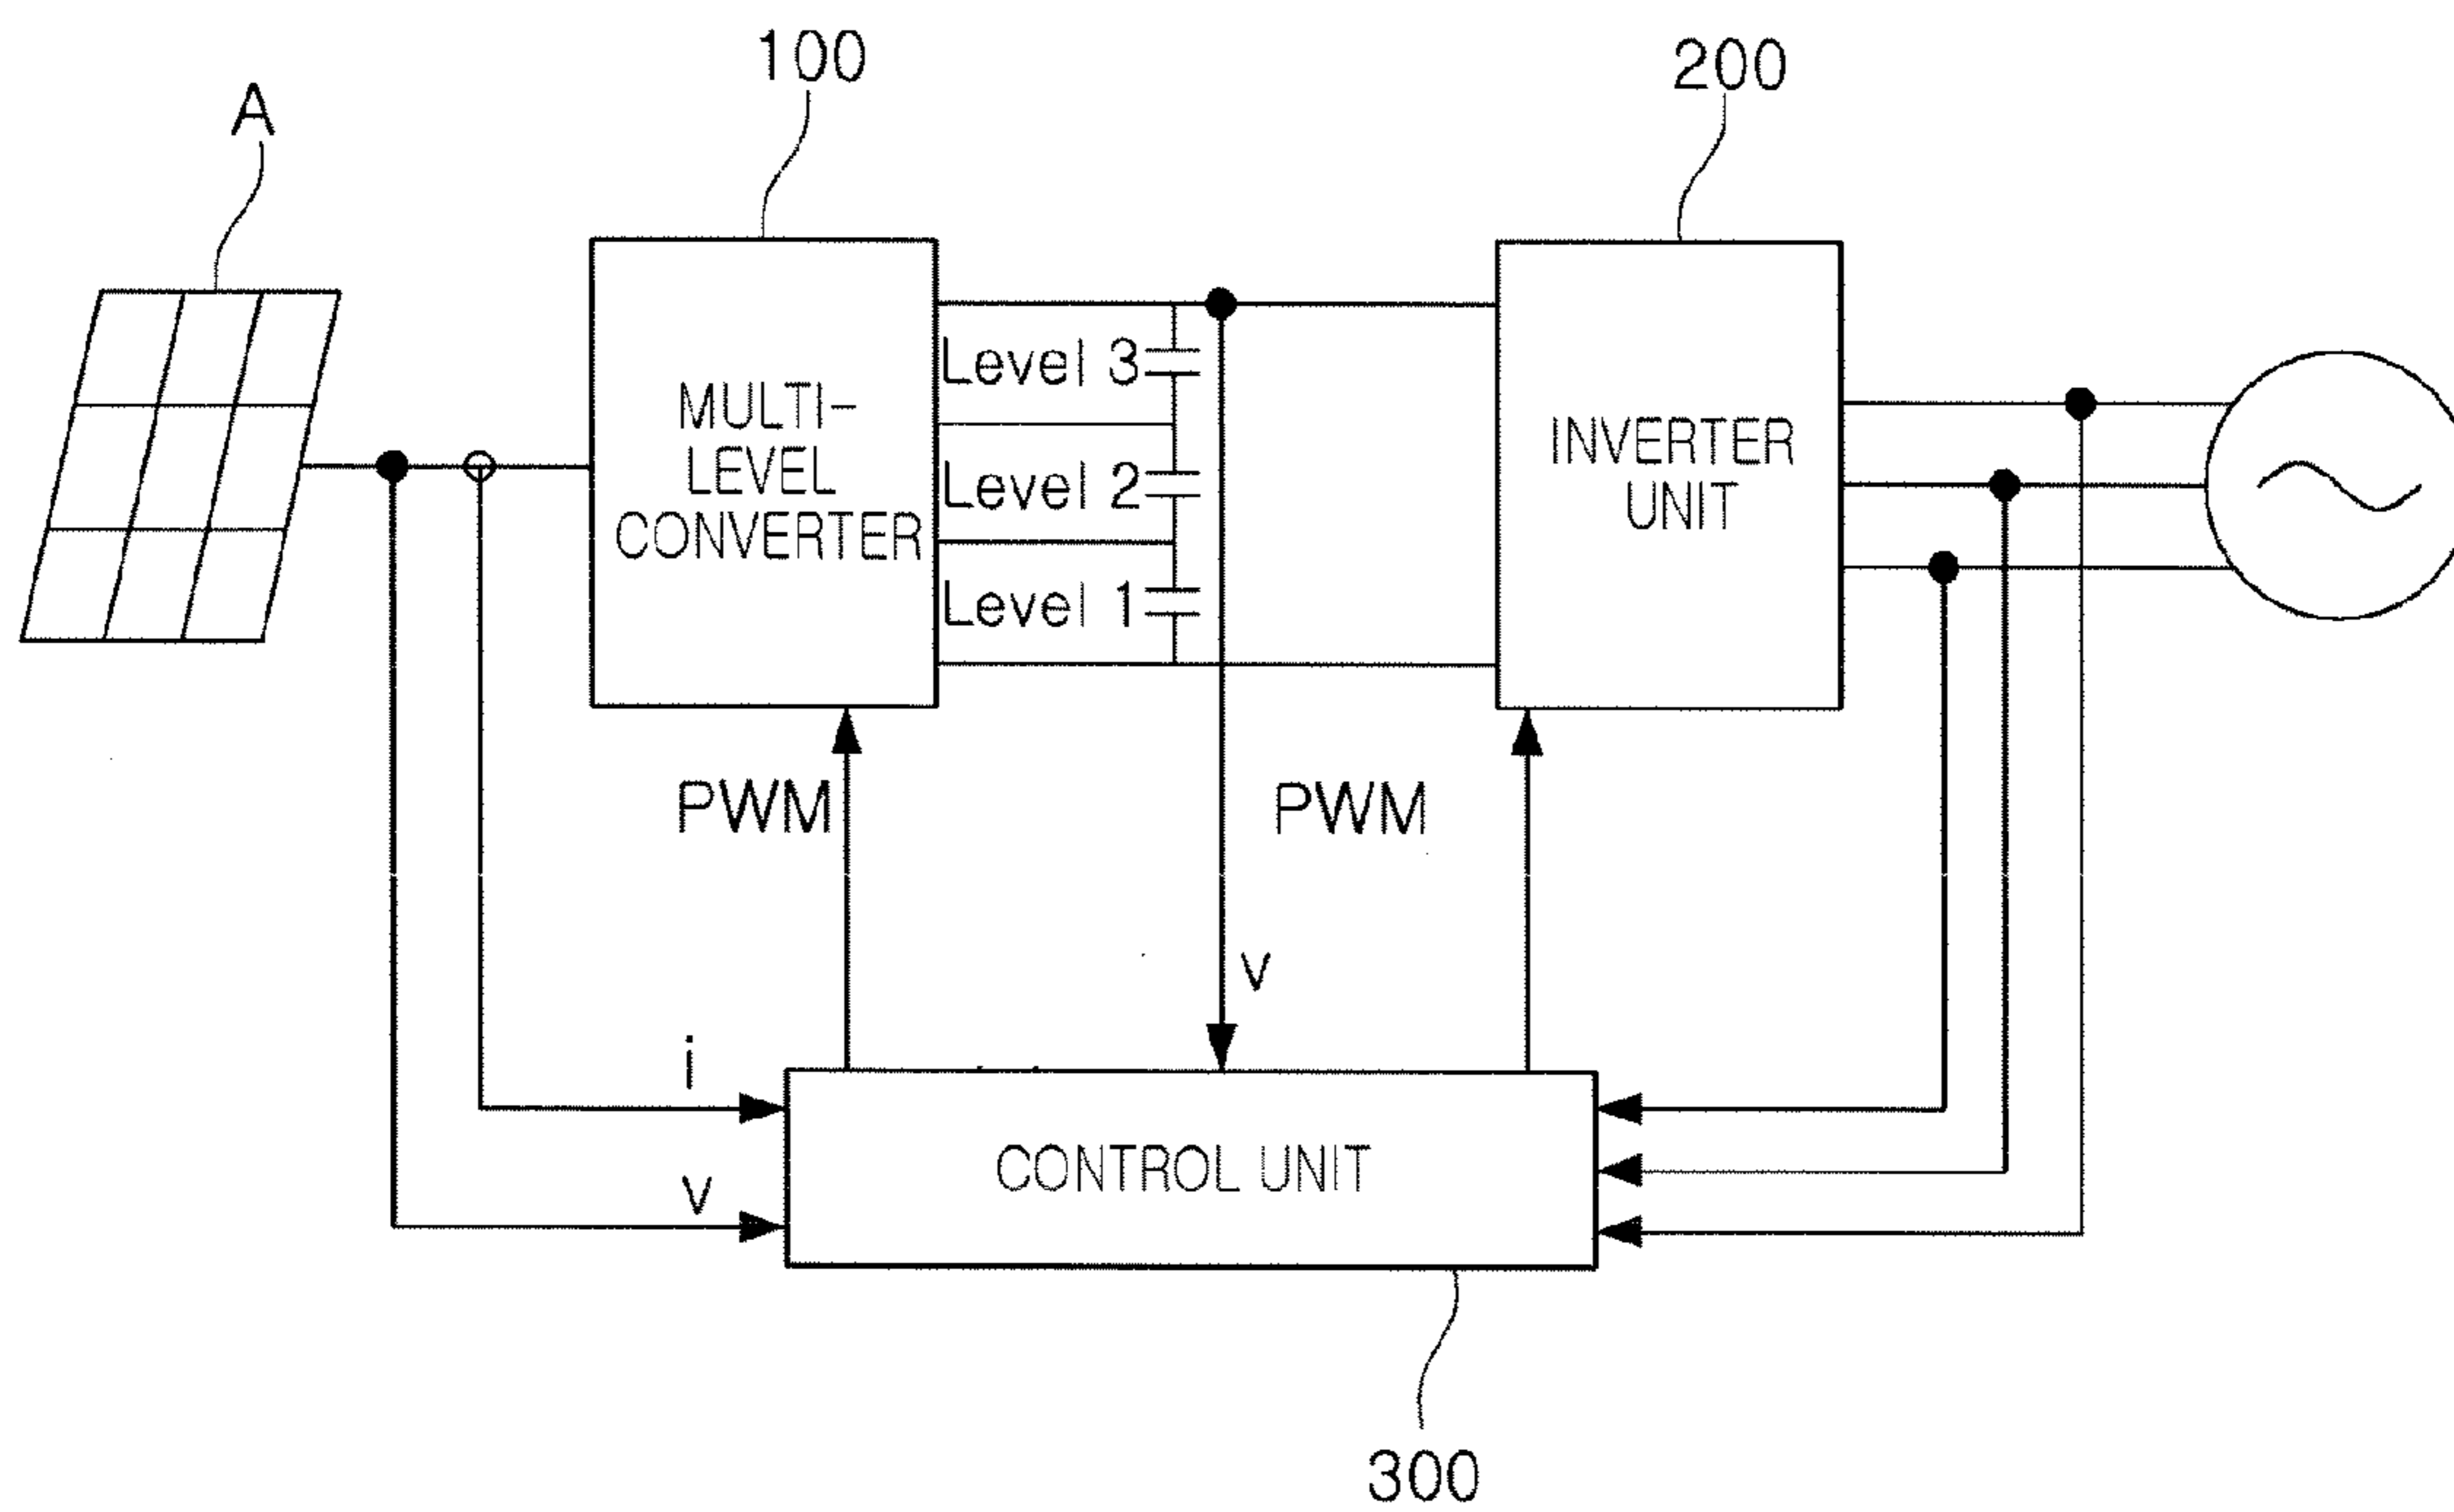 100
200
A
MULTI-
LEVEL
CONVERTER
Level 3
Level 2
Level 1
INVERTER
UNIT
PWM
PWM
v
i
v
CONTROL UNIT
300